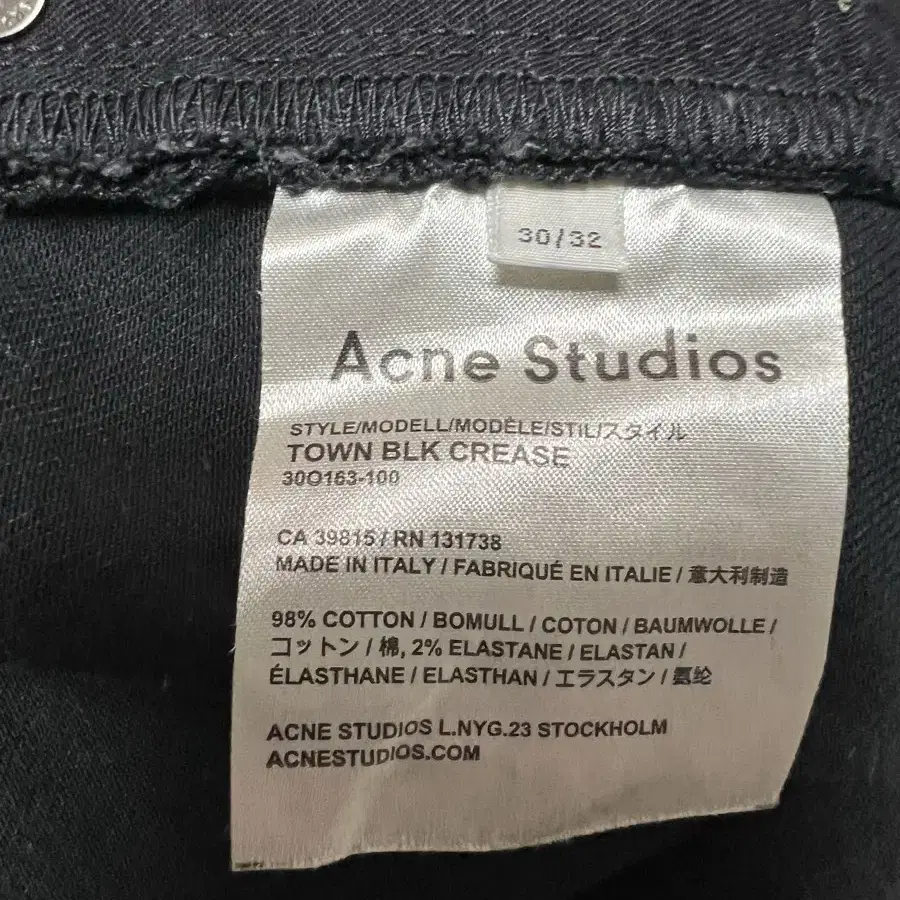 30/32
Acne Studios
STYLE/MODELL/MODÈLE/STIL/スタイル
TOWN BLK CREASE
30O163-100
CA 39815 / RN 131738
MADE IN ITALY / FABRIQUÉ EN ITALIE / 意大利制造
98% COTTON / BOMULL / COTON / BAUMWOLLE /
コットン / 棉, 2% ELASTANE / ELASTAN /
ÉLASTHANE / ELASTHAN / エラスタン / 氨纶
ACNE STUDIOS L.NYG.23 STOCKHOLM
ACNESTUDIOS.COM